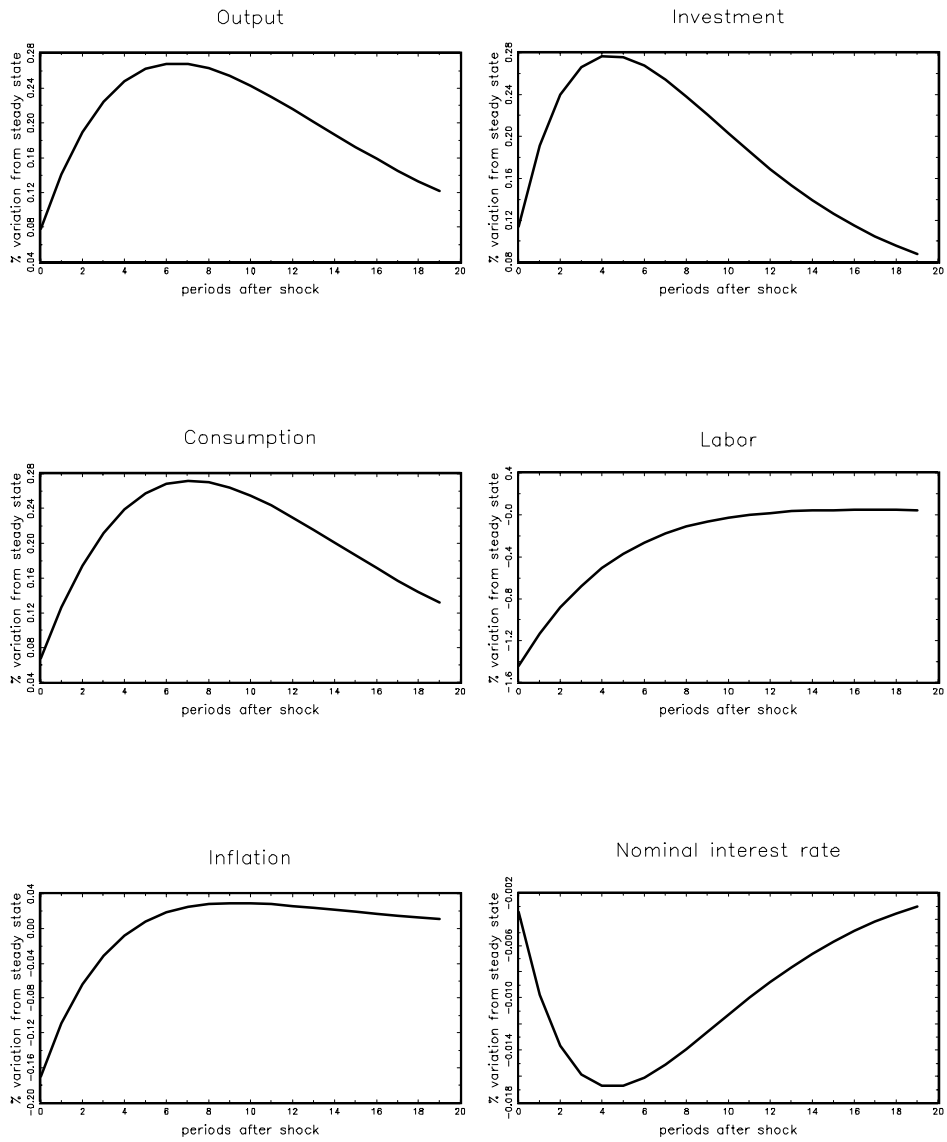 Output
% variation from steady state
0.04 0.08 0.12 0.16 0.20 0.24 0.28
0 2 4 6 8 10 12 14 16 18 20
periods after shock
Investment
% variation from steady state
0.08 0.12 0.16 0.20 0.24 0.28
0 2 4 6 8 10 12 14 16 18 20
periods after shock
Consumption
% variation from steady state
0.04 0.08 0.12 0.16 0.20 0.24 0.28
0 2 4 6 8 10 12 14 16 18 20
periods after shock
Labor
% variation from steady state
-1.6 -1.2 -0.8 -0.4 -0.0 0.4
0 2 4 6 8 10 12 14 16 18 20
periods after shock
Inflation
% variation from steady state
-0.20 -0.16 -0.12 -0.08 -0.04 0.00 0.04
0 2 4 6 8 10 12 14 16 18 20
periods after shock
Nominal interest rate
% variation from steady state
-0.018 -0.014 -0.010 -0.006 -0.002
0 2 4 6 8 10 12 14 16 18 20
periods after shock